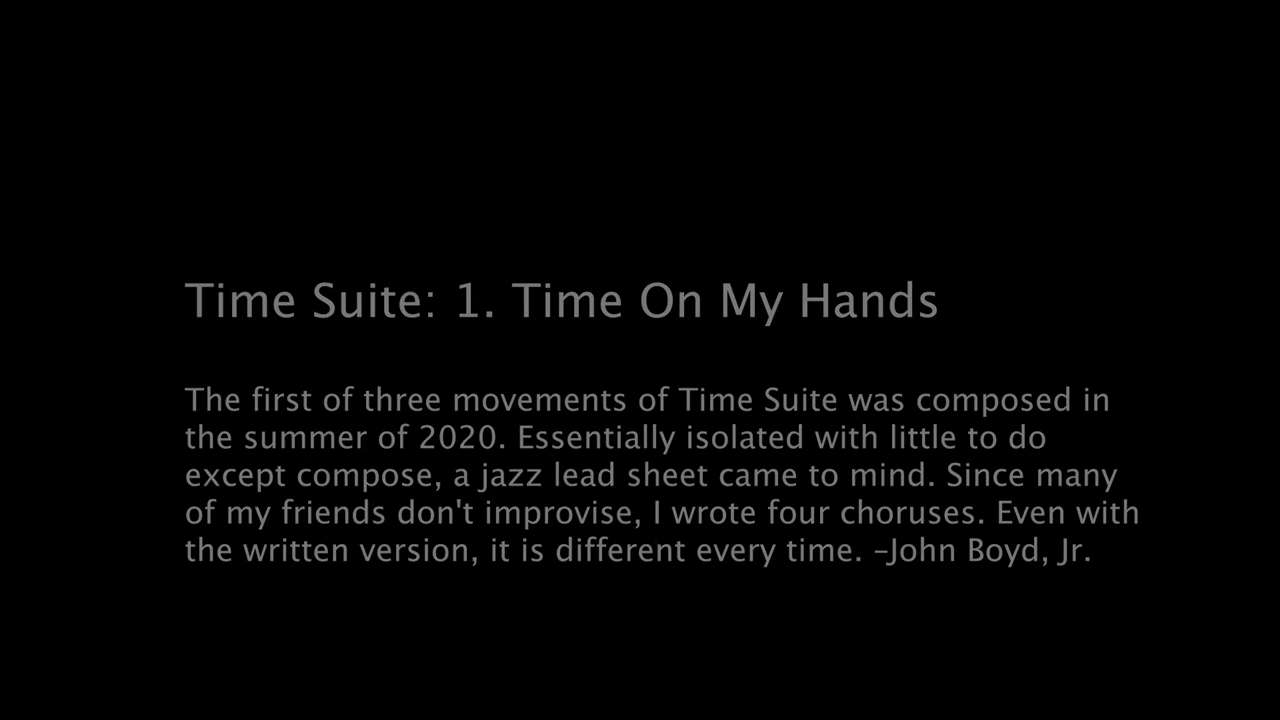 Time Suite: 1. Time On My Hands
The first of three movements of Time Suite was composed in
the summer of 2020. Essentially isolated with little to do
except compose, a jazz lead sheet came to mind. Since many
of my friends don't improvise, I wrote four choruses. Even with
the written version, it is different every time. –John Boyd, Jr.